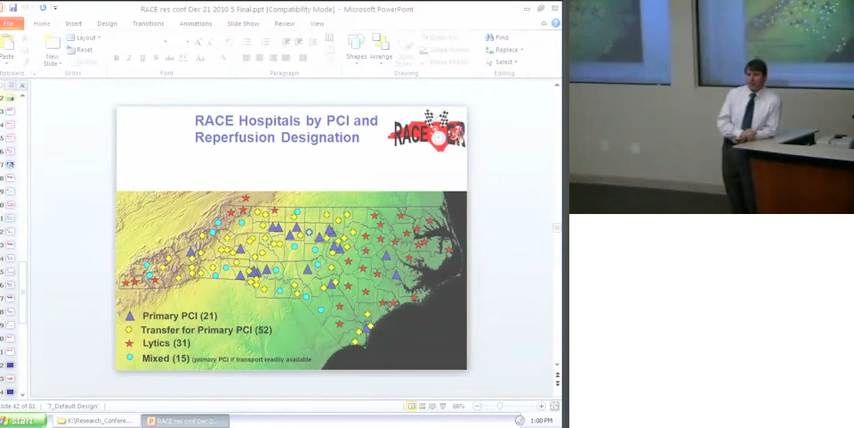 RACE res conf Dec 21 2010 5 Final.ppt [Compatibility Mode] - Microsoft PowerPoint
File
Home
Insert
Design
Transitions
Animations
Slide Show
Review
View
Paste
New
Slide
Layout
Reset
Section
Shapes
Arrange
Find
Replace
Select
Clipboard
Slides
Font
Paragraph
Drawing
Editing
RACE Hospitals by PCI and
Reperfusion Designation
RACE ER
Primary PCI (21)
Transfer for Primary PCI (52)
Lytics (31)
Mixed (15) (primary PCI if transport readily available
Slide 42 of 81
"7_Default Design"
66%
start
K:\Research_Confere...
RACE res conf Dec 2...
1:00 PM